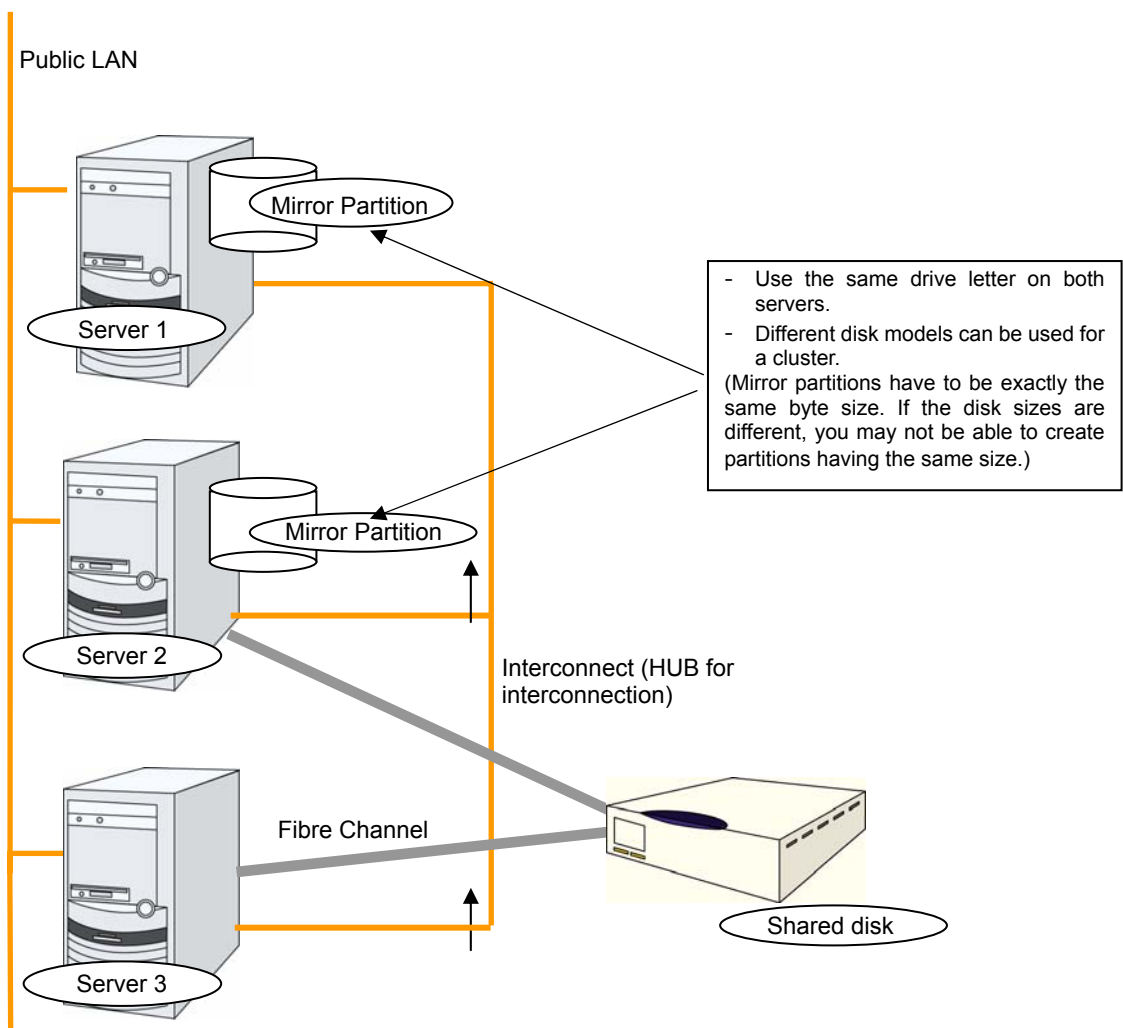 Public LAN
Mirror Partition
Server 1
- Use the same drive letter on both
servers.
- Different disk models can be used for
a cluster.
(Mirror partitions have to be exactly the
same byte size. If the disk sizes are
different, you may not be able to create
partitions having the same size.)
Mirror Partition
Server 2
Interconnect (HUB for
interconnection)
Fibre Channel
Shared disk
Server 3